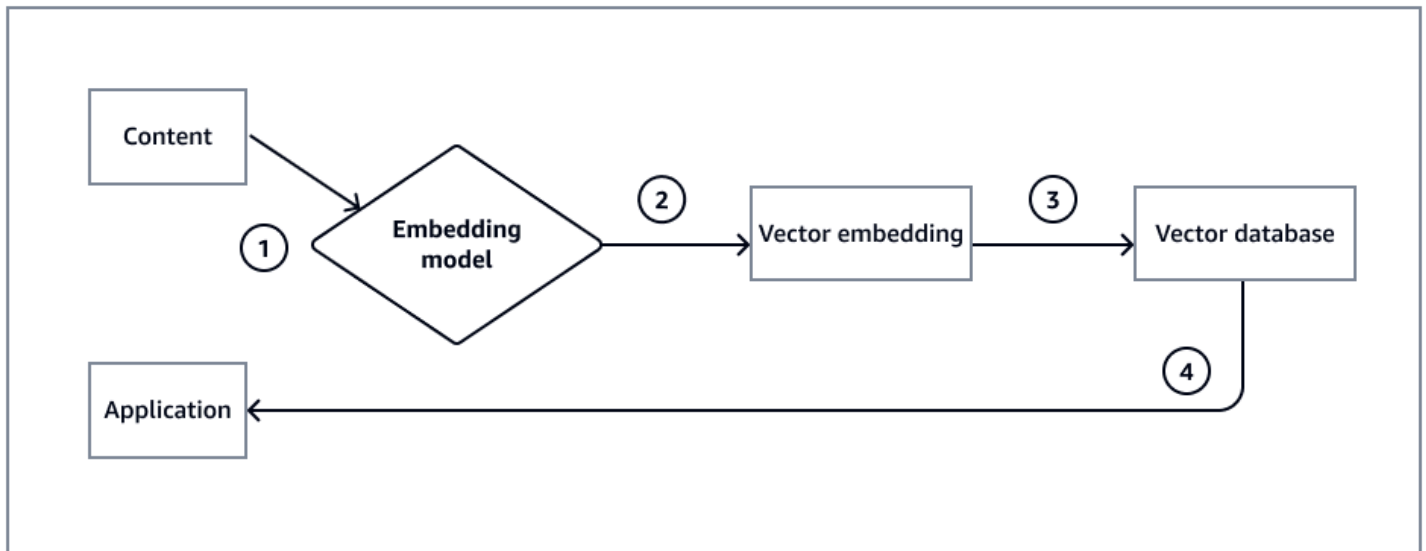 Content
1
Embedding
model
2
Vector embedding
3
Vector database
4
Application